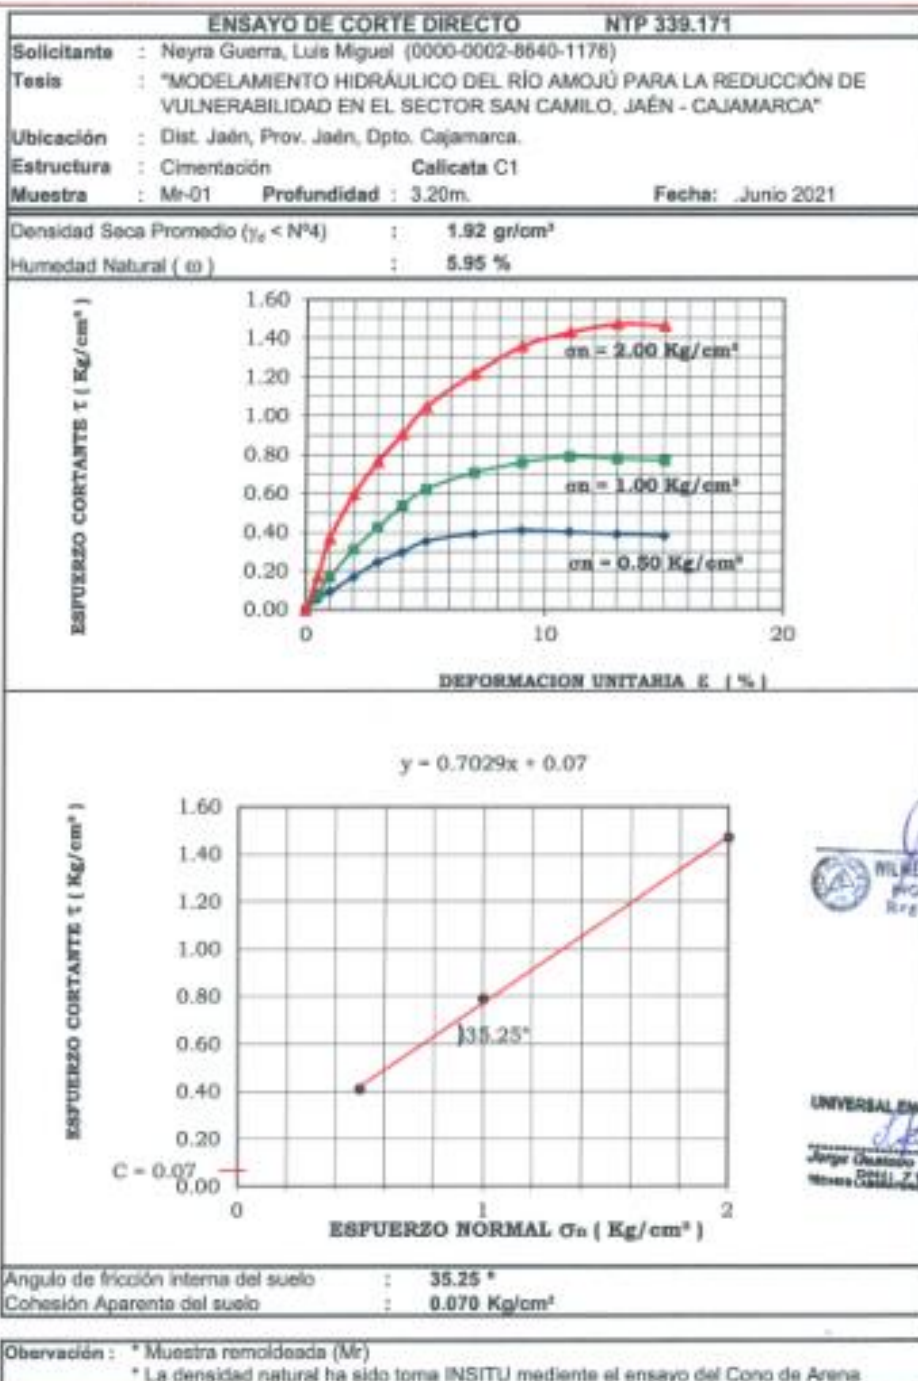 ENSAYO DE CORTE DIRECTO NTP 339.171
Solicitante : Neyra Guerra, Luis Miguel (0000-0002-8640-1176)
Tesis : "MODELAMIENTO HIDRÁULICO DEL RÍO AMOJÚ PARA LA REDUCCIÓN DE
VULNERABILIDAD EN EL SECTOR SAN CAMILO, JAÉN - CAJAMARCA"
Ubicación : Dist. Jaén, Prov. Jaén, Dpto. Cajamarca.
Estructura : Cimentación Calicata C1
Muestra : Mr-01 Profundidad : 3.20m. Fecha: .Junio 2021
Densidad Seca Promedio (γd < Nº4) : 1.92 gr/cm³
Humedad Natural ( ω ) : 5.95 %
ESFUERZO CORTANTE τ ( Kg/cm² )
1.60
1.40
1.20
1.00
0.80
0.60
0.40
0.20
0.00
σn = 2.00 Kg/cm²
σn = 1.00 Kg/cm²
σn = 0.50 Kg/cm²
0 10 20
DEFORMACION UNITARIA ε ( % )
y = 0.7029x + 0.07
ESFUERZO CORTANTE τ ( Kg/cm² )
1.60
1.40
1.20
1.00
0.80
0.60
0.40
0.20
C = 0.07
0.00
35.25°
0 1 2
ESFUERZO NORMAL σn ( Kg/cm² )
UNIVERSAL
Jorge
Angulo de fricción interna del suelo : 35.25 °
Cohesión Aparente del suelo : 0.070 Kg/cm²
Obervación : * Muestra remoldeada (Mr)
* La densidad natural ha sido toma INSITU mediente el ensayo del Cono de Arena